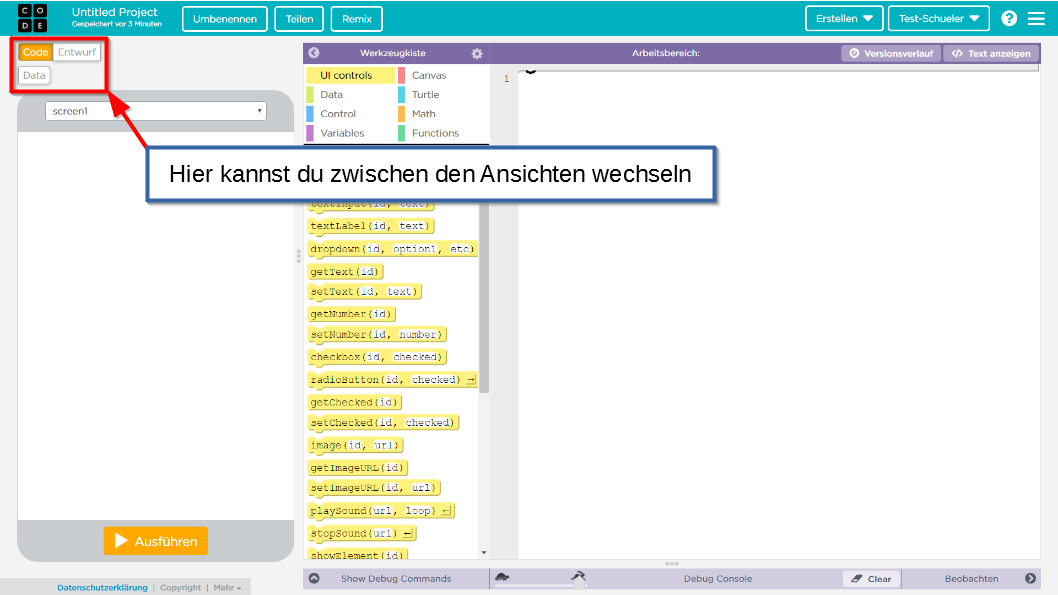 C O
D E
Untitled Project
Gespeichert vor 3 Minuten
Umbenennen
Teilen
Remix
Erstellen
Test-Schueler
?
Code
Entwurf
Data
screen1
Werkzeugkiste
Arbeitsbereich:
Versionsverlauf
Text anzeigen
UI controls
Canvas
Data
Turtle
Control
Math
Variables
Functions
1
Hier kannst du zwischen den Ansichten wechseln
textInput(id, text)
textLabel(id, text)
dropdown(id, option1, etc)
getText(id)
setText(id, text)
getNumber(id)
setNumber(id, number)
checkbox(id, checked)
radioButton(id, checked)
getChecked(id)
setChecked(id, checked)
image(id, url)
getImageURL(id)
setImageURL(id, url)
playSound(url, loop)
stopSound(url)
showElement(id)
Ausführen
Show Debug Commands
Debug Console
Clear
Beobachten
Datenschutzerklärung | Copyright | Mehr